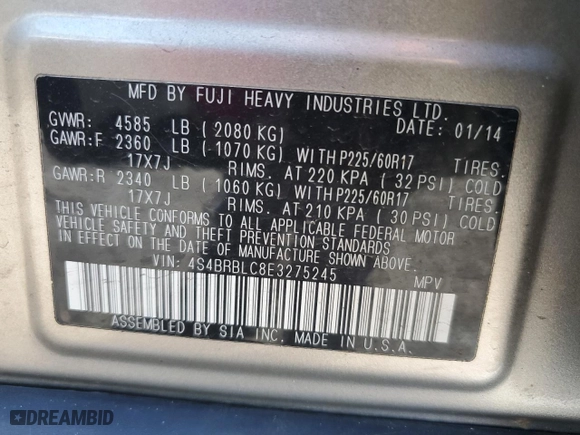 MFD BY FUJI HEAVY INDUSTRIES LTD.
GVWR: 4585 LB ( 2080 KG) DATE: 01/14
GAWR:F 2360 LB ( 1070 KG) WITH P225/60R17 TIRES.
17X7J RIMS. AT 220 KPA ( 32 PSI) COLD
GAWR:R 2340 LB ( 1060 KG) WITH P225/60R17 TIRES.
17X7J RIMS. AT 210 KPA ( 30 PSI) COLD
THIS VEHICLE CONFORMS TO ALL APPLICABLE FEDERAL MOTOR
VEHICLE SAFETY AND THEFT PREVENTION STANDARDS
IN EFFECT ON THE DATE OF MANUFACTURE SHOWN ABOVE.
VIN: 4S4BRBLC8E3275245 MPV
ASSEMBLED BY SIA INC. MADE IN U.S.A.
DREAMBID